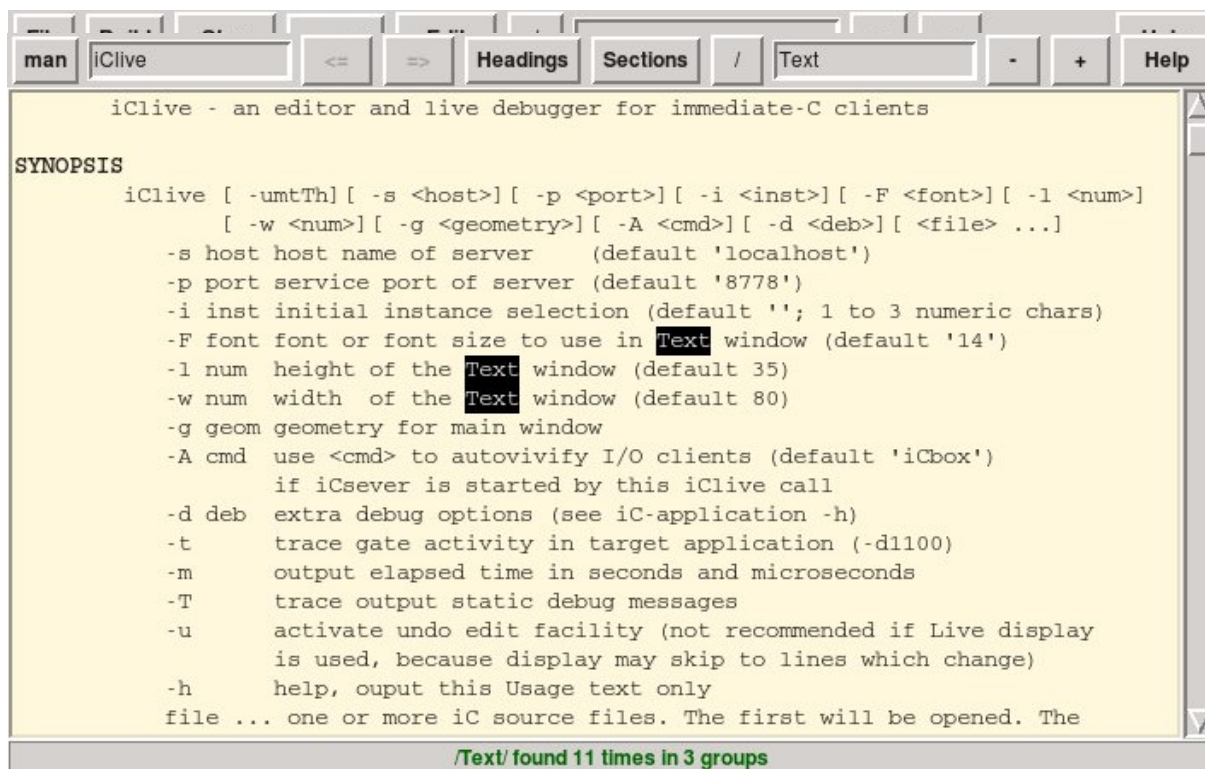 man iClive <= => Headings Sections / Text - + Help
iClive - an editor and live debugger for immediate-C clients
SYNOPSIS
iClive [ -umtTh][ -s <host>][ -p <port>][ -i <inst>][ -F <font>][ -l <num>]
[ -w <num>][ -g <geometry>][ -A <cmd>][ -d <deb>][ <file> ...]
-s host host name of server (default 'localhost')
-p port service port of server (default '8778')
-i inst initial instance selection (default ''; 1 to 3 numeric chars)
-F font font or font size to use in Text window (default '14')
-l num height of the Text window (default 35)
-w num width of the Text window (default 80)
-g geom geometry for main window
-A cmd use <cmd> to autovivify I/O clients (default 'iCbox')
if iCsever is started by this iClive call
-d deb extra debug options (see iC-application -h)
-t trace gate activity in target application (-d1100)
-m output elapsed time in seconds and microseconds
-T trace output static debug messages
-u activate undo edit facility (not recommended if Live display
is used, because display may skip to lines which change)
-h help, ouput this Usage text only
file ... one or more iC source files. The first will be opened. The
/Text/ found 11 times in 3 groups